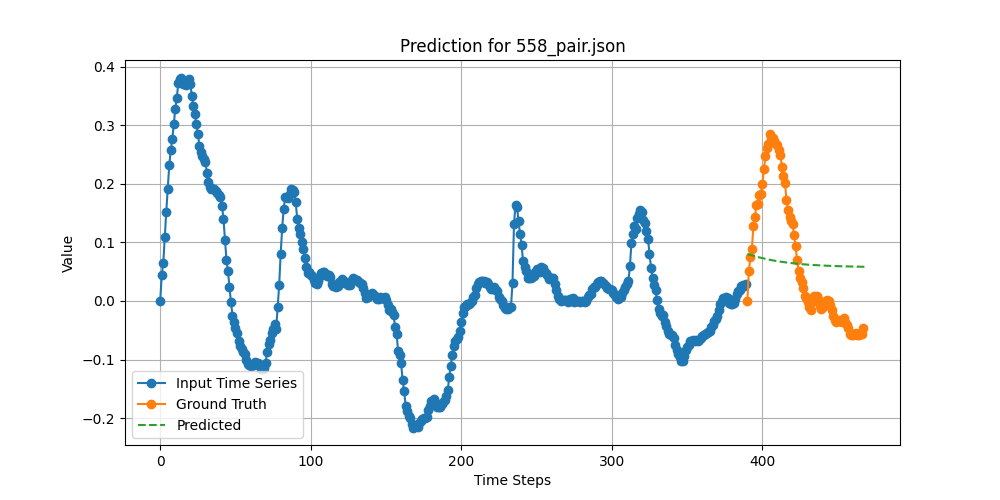 Prediction for 558_pair.json
0.4
0.3
0.2
0.1
0.0
−0.1
−0.2
Value
Input Time Series
Ground Truth
Predicted
0 100 200 300 400
Time Steps